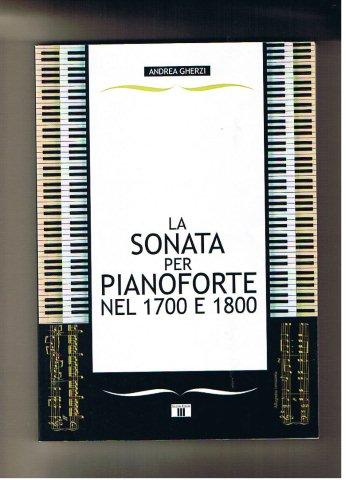 ANDREA GHERZI
LA
SONATA
PER
PIANOFORTE
NEL 1700 E 1800